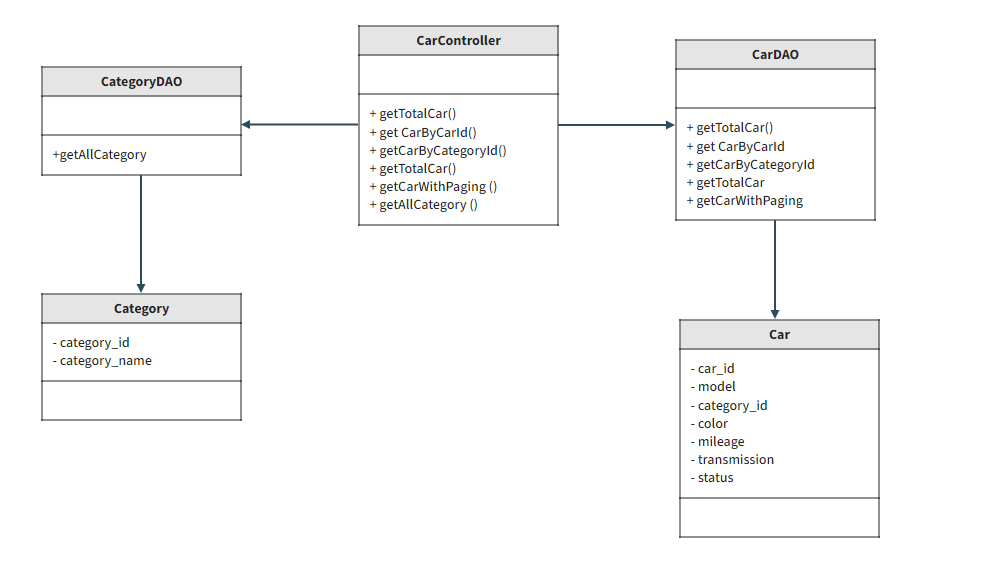 CarController
+ getTotalCar()
+ get CarByCarId()
+ getCarByCategoryId()
+ getTotalCar()
+ getCarWithPaging ()
+ getAllCategory ()
CategoryDAO
+getAllCategory
CarDAO
+ getTotalCar()
+ get CarByCarId
+ getCarByCategoryId
+ getTotalCar
+ getCarWithPaging
Category
- category_id
- category_name
Car
- car_id
- model
- category_id
- color
- mileage
- transmission
- status